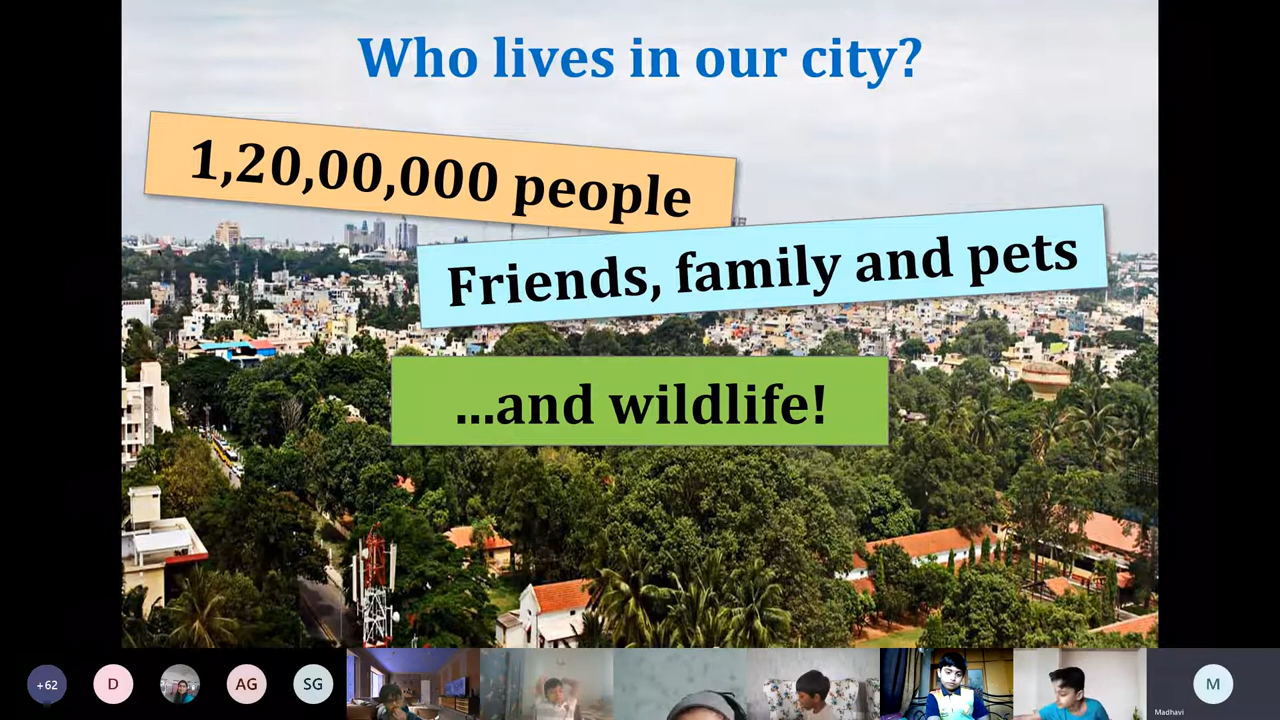 Who lives in our city?
1,20,00,000 people
Friends, family and pets
...and wildlife!
+62
D
AG
SG
M
Madhavi